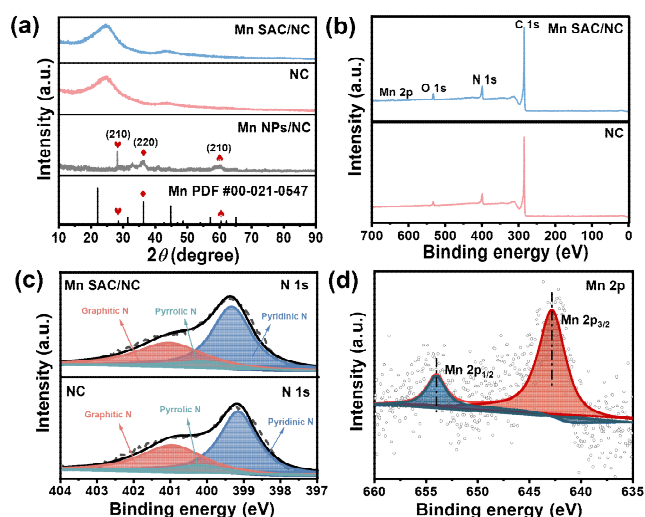 (a)
Mn SAC/NC
NC
Mn NPs/NC
(210)
(220)
(210)
Mn PDF #00-021-0547
Intensity (a.u.)
10 20 30 40 50 60 70 80 90
2θ (degree)
(b)
C 1s
Mn SAC/NC
Mn 2p
O 1s
N 1s
NC
Intensity (a.u.)
700 600 500 400 300 200 100 0
Binding energy (eV)
(c)
Mn SAC/NC
N 1s
Graphitic N
Pyrrolic N
Pyridinic N
NC
N 1s
Graphitic N
Pyrrolic N
Pyridinic N
Intensity (a.u.)
404 403 402 401 400 399 398 397
Binding energy (eV)
(d)
Mn 2p
Mn 2p3/2
Mn 2p1/2
Intensity (a.u.)
660 655 650 645 640 635
Binding energy (eV)